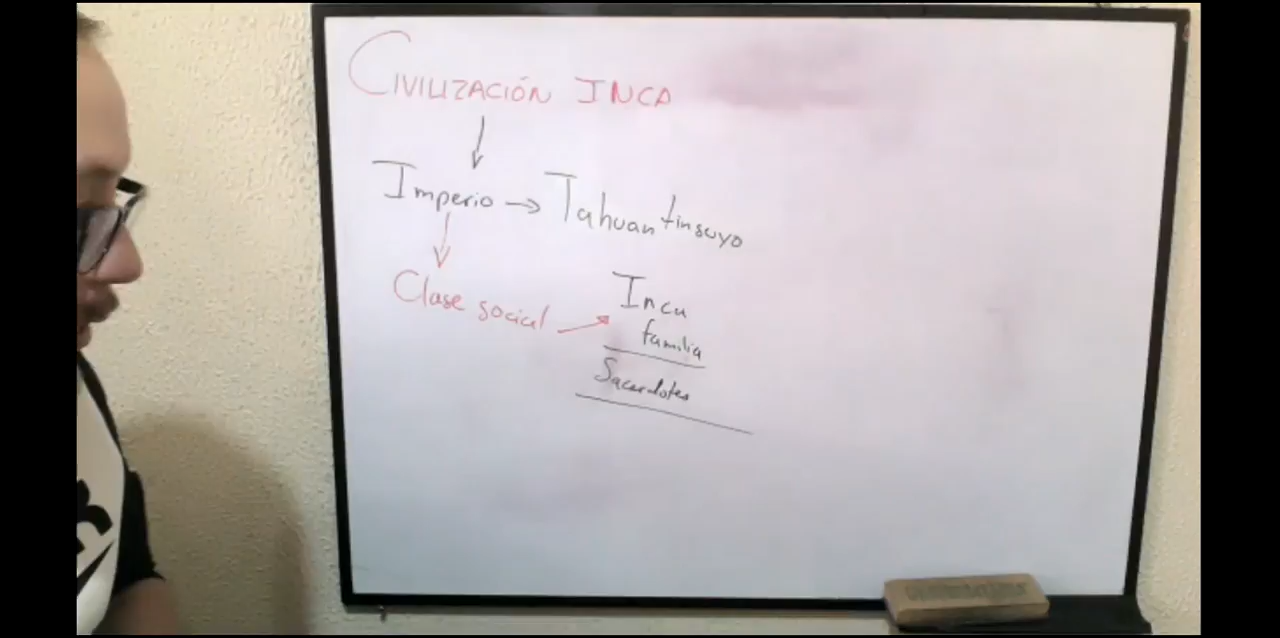 CIVILIZACIÓN INCA
Imperio → Tahuantinsuyo
Clase social → Inca
familia
Sacerdotes